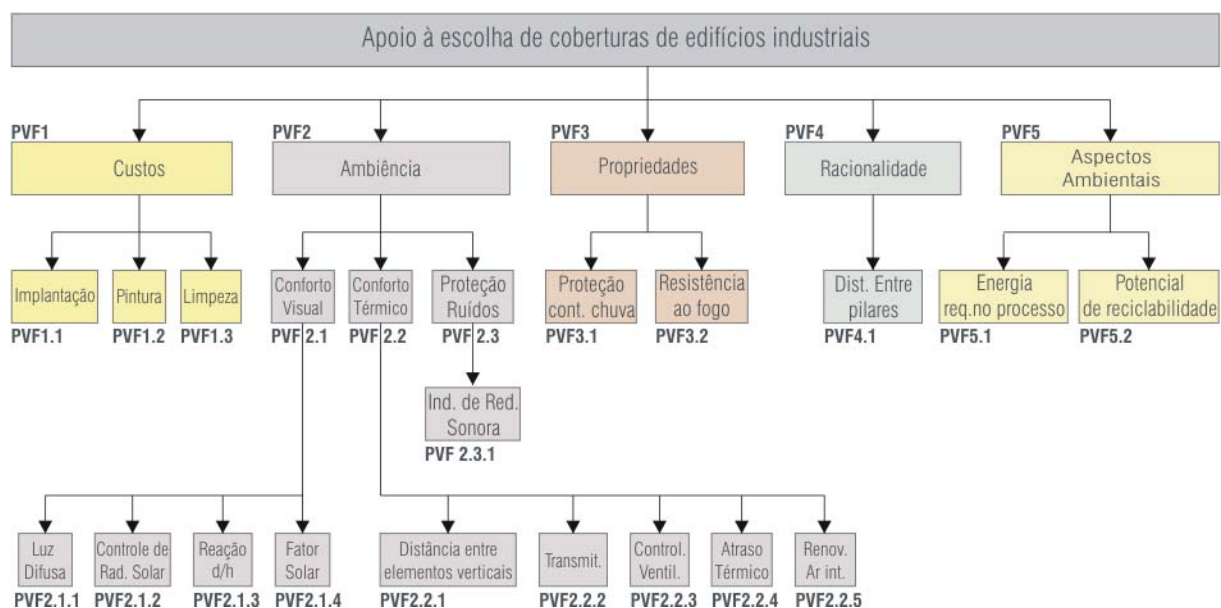 Apoio à escolha de coberturas de edifícios industriais
PVF1
PVF2
PVF3
PVF4
PVF5
Custos
Ambiência
Propriedades
Racionalidade
Aspectos
Ambientais
Implantação
Pintura
Limpeza
Conforto
Visual
Conforto
Térmico
Proteção
Ruídos
Proteção
cont. chuva
Resistência
ao fogo
Dist. Entre
pilares
Energia
req.no processo
Potencial
de reciclabilidade
PVF1.1
PVF1.2
PVF1.3
PVF 2.1
PVF 2.2
PVF 2.3
PVF3.1
PVF3.2
PVF4.1
PVF5.1
PVF5.2
Ind. de Red.
Sonora
PVF 2.3.1
Luz
Difusa
Controle de
Rad. Solar
Reação
d/h
Fator
Solar
Distância entre
elementos verticais
Transmit.
Control.
Ventil.
Atraso
Térmico
Renov.
Ar int.
PVF2.1.1
PVF2.1.2
PVF2.1.3
PVF2.1.4
PVF2.2.1
PVF2.2.2
PVF2.2.3
PVF2.2.4
PVF2.2.5